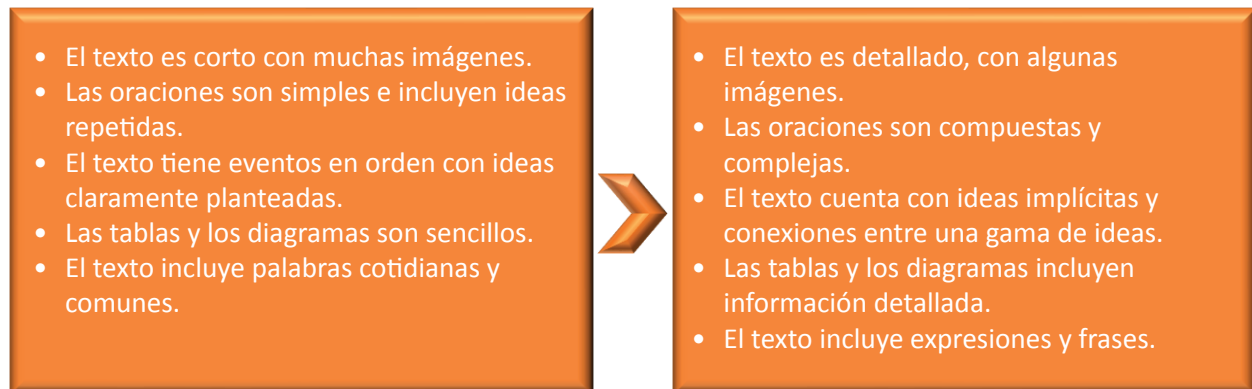 • El texto es corto con muchas imágenes.
• Las oraciones son simples e incluyen ideas
repetidas.
• El texto tiene eventos en orden con ideas
claramente planteadas.
• Las tablas y los diagramas son sencillos.
• El texto incluye palabras cotidianas y
comunes.
• El texto es detallado, con algunas
imágenes.
• Las oraciones son compuestas y
complejas.
• El texto cuenta con ideas implícitas y
conexiones entre una gama de ideas.
• Las tablas y los diagramas incluyen
información detallada.
• El texto incluye expresiones y frases.